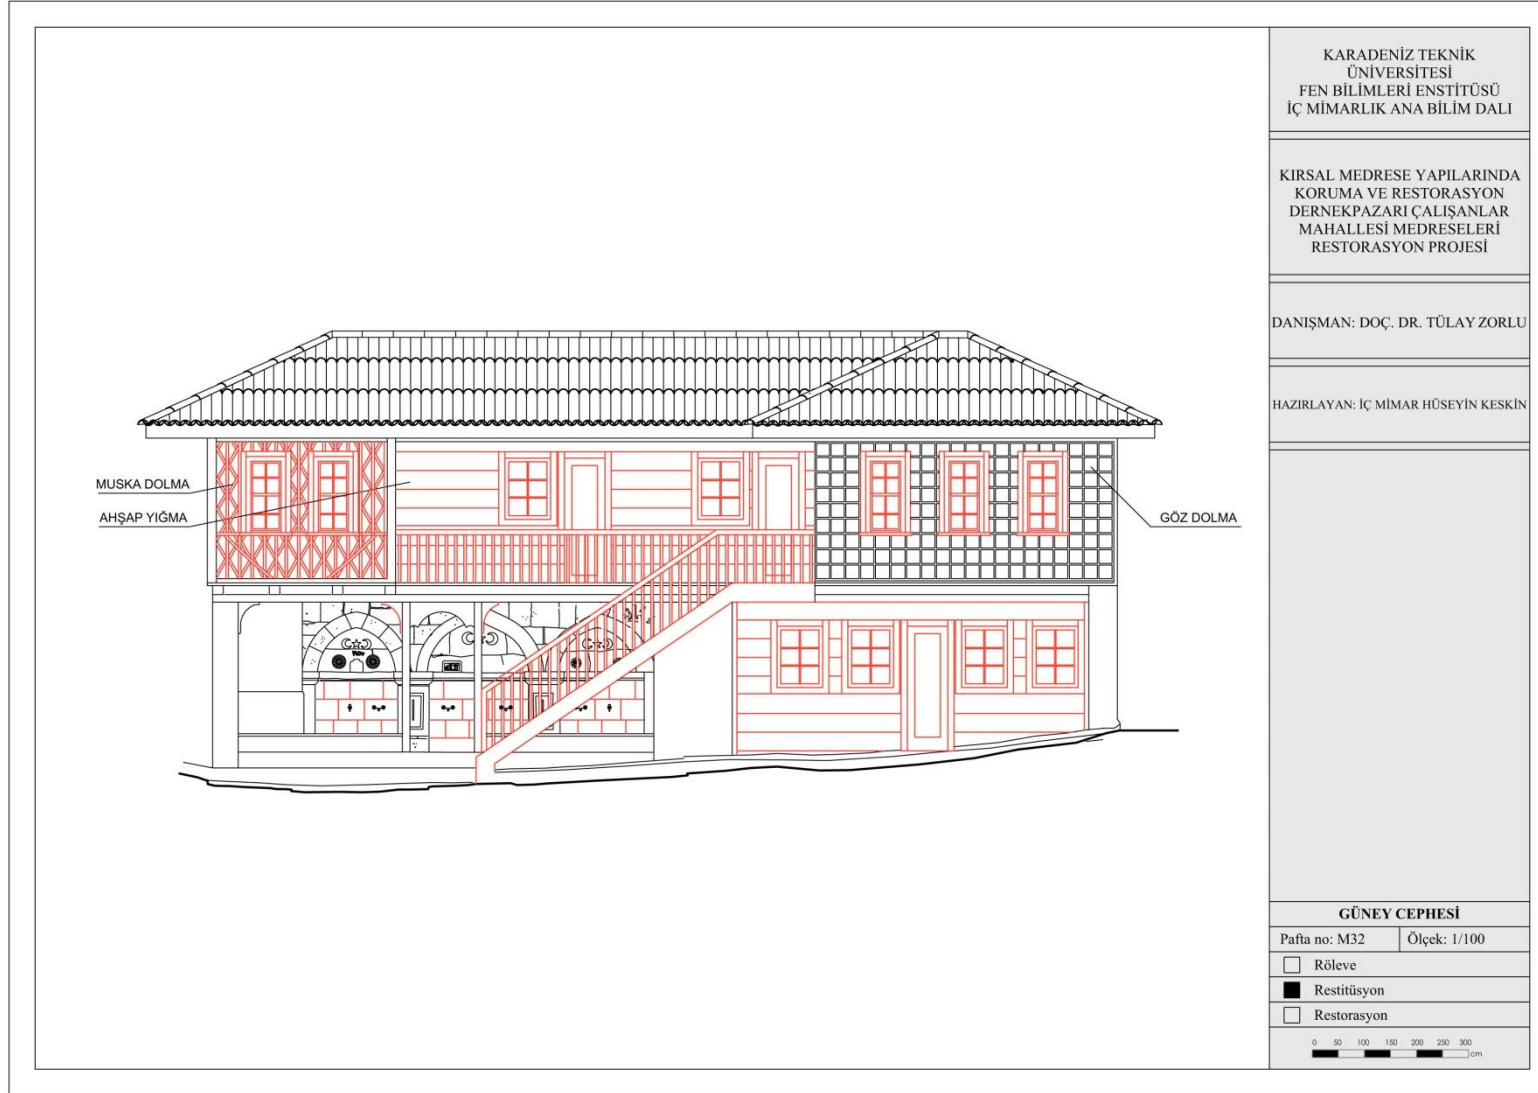 KARADENİZ TEKNİK
ÜNİVERSİTESİ
FEN BİLİMLERİ ENSTİTÜSÜ
İÇ MİMARLIK ANA BİLİM DALI
KIRSAL MEDRESE YAPILARINDA
KORUMA VE RESTORASYON
DERNEKPAZARI ÇALIŞANLAR
MAHALLESİ MEDRESELERİ
RESTORASYON PROJESİ
DANIŞMAN: DOÇ. DR. TÜLAY ZORLU
HAZIRLAYAN: İÇ MİMAR HÜSEYİN KESKİN
MUSKA DOLMA
AHŞAP YIĞMA
GÖZ DOLMA
GÜNEY CEPHESİ
Pafta no: M32 Ölçek: 1/100
Röleve
Restitüsyon
Restorasyon
0 50 100 150 200 250 300
cm